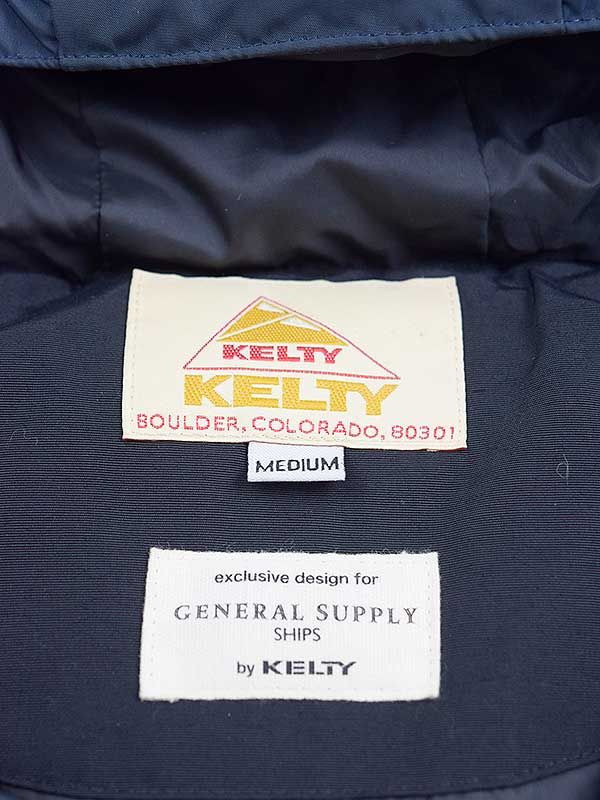 KELTY
KELTY
BOULDER, COLORADO, 80301
MEDIUM
exclusive design for
GENERAL SUPPLY
SHIPS
by KELTY